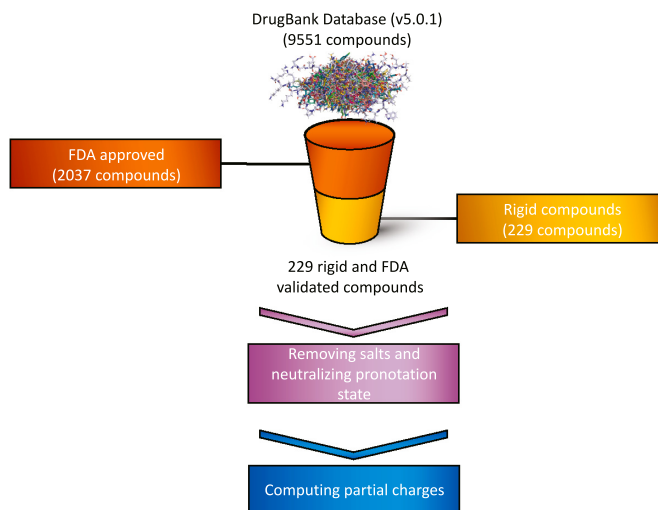 DrugBank Database (v5.0.1)
(9551 compounds)
FDA approved
(2037 compounds)
Rigid compounds
(229 compounds)
229 rigid and FDA
validated compounds
Removing salts and
neutralizing pronotation
state
Computing partial charges